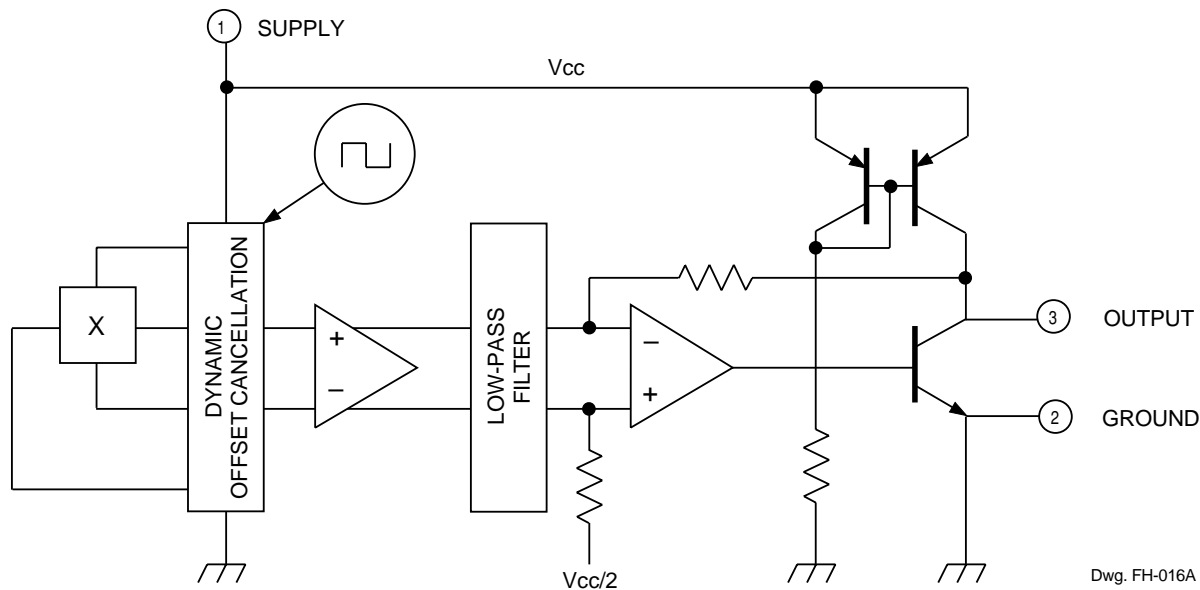 1 SUPPLY
Vcc
X
DYNAMIC
OFFSET CANCELLATION
+
−
LOW-PASS
FILTER
−
+
3 OUTPUT
2 GROUND
Vcc/2
Dwg. FH-016A